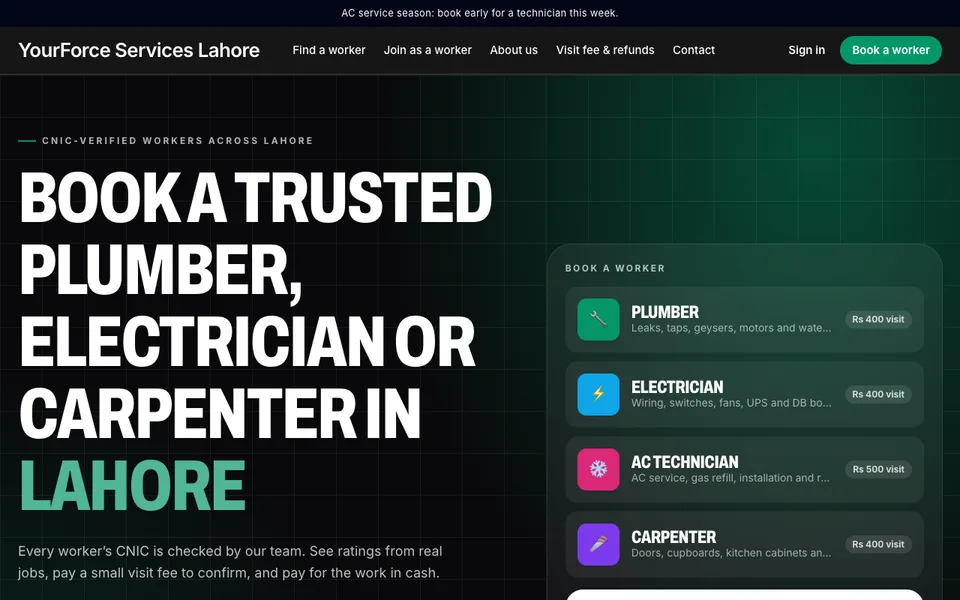 AC service season: book early for a technician this week.
YourForce Services Lahore
Find a worker
Join as a worker
About us
Visit fee & refunds
Contact
Sign in
Book a worker
CNIC-VERIFIED WORKERS ACROSS LAHORE
BOOK A TRUSTED
PLUMBER,
ELECTRICIAN OR
CARPENTER IN
LAHORE
Every worker's CNIC is checked by our team. See ratings from real
jobs, pay a small visit fee to confirm, and pay for the work in cash.
BOOK A WORKER
PLUMBER
Leaks, taps, geysers, motors and wate...
Rs 400 visit
ELECTRICIAN
Wiring, switches, fans, UPS and DB bo...
Rs 400 visit
AC TECHNICIAN
AC service, gas refill, installation and r...
Rs 500 visit
CARPENTER
Doors, cupboards, kitchen cabinets an...
Rs 400 visit